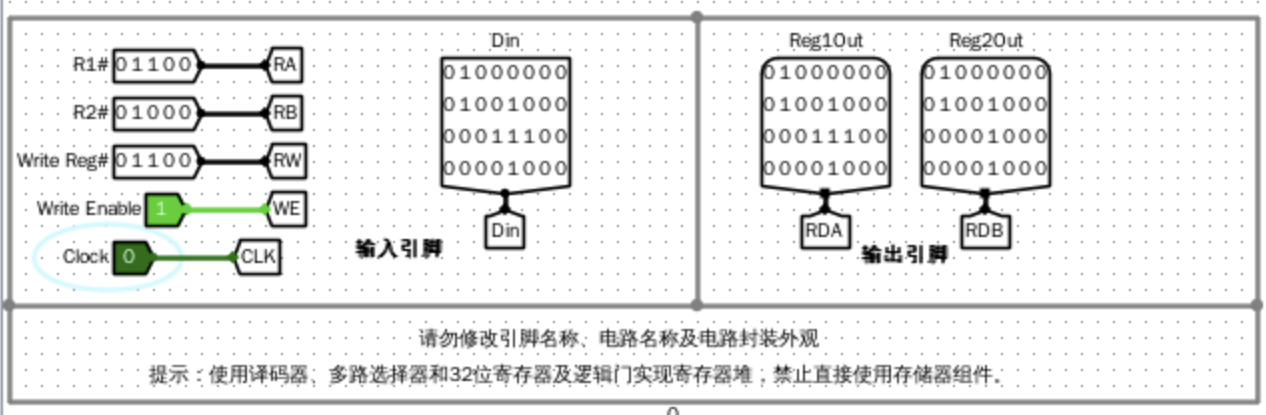 R1# 01100 RA
R2# 01000 RB
Write Reg# 01100 RW
Write Enable 1 WE
Clock 0 CLK
输入引脚
Din
01000000
01001000
00011100
00001000
Din
Reg1Out
01000000
01001000
00011100
00001000
RDA
Reg2Out
01000000
01001000
00001000
00001000
RDB
输出引脚
请勿修改引脚名称、电路名称及电路封装外观
提示：使用译码器、多路选择器和32位寄存器及逻辑门实现寄存器堆，禁止直接使用存储器组件。